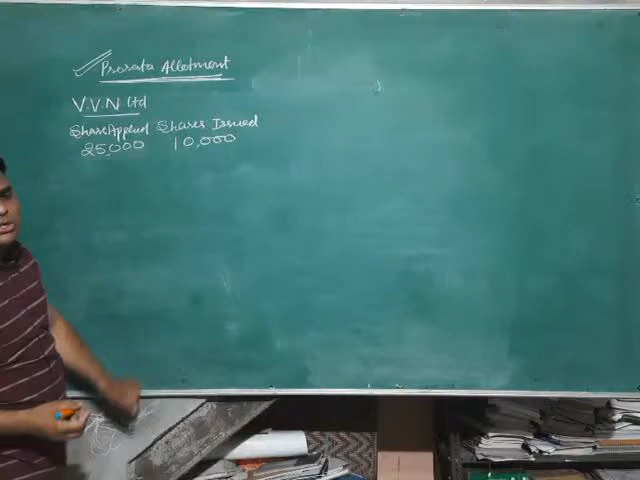 Prorata Allotment
V.V.N Ltd
Share Applied Shares Issued
25,000 10,000